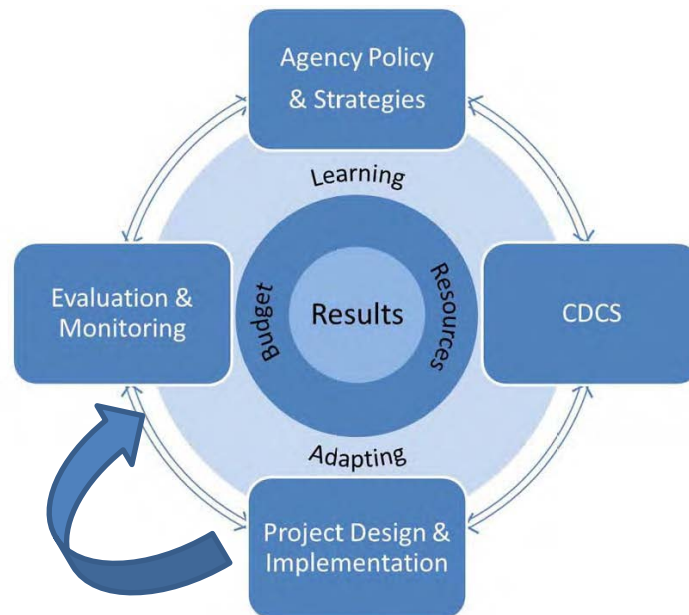 Agency Policy
& Strategies
Learning
Evaluation &
Monitoring
Budget
Results
Resources
CDCS
Adapting
Project Design &
Implementation